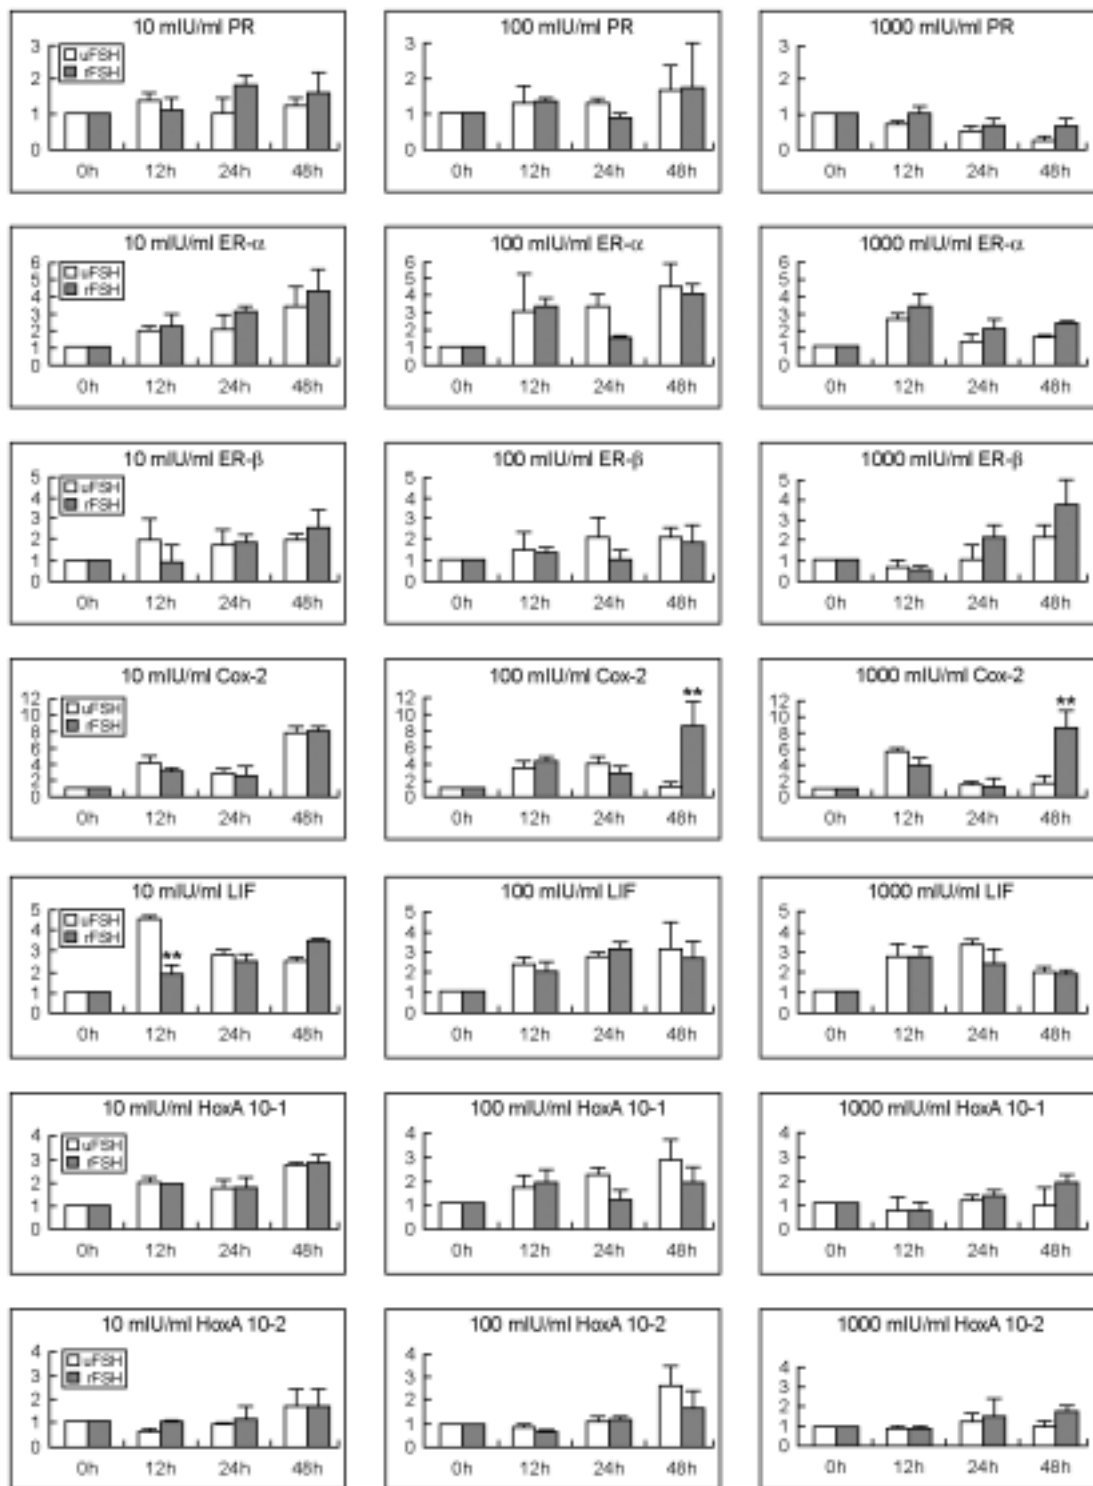 10 mIU/ml PR
3
2
1
0
uFSH
rFSH
0h 12h 24h 48h
100 mIU/ml PR
3
2
1
0
0h 12h 24h 48h
1000 mIU/ml PR
3
2
1
0
0h 12h 24h 48h
10 mIU/ml ER-α
6
5
4
3
2
1
0
uFSH
rFSH
0h 12h 24h 48h
100 mIU/ml ER-α
6
5
4
3
2
1
0
0h 12h 24h 48h
1000 mIU/ml ER-α
6
5
4
3
2
1
0
0h 12h 24h 48h
10 mIU/ml ER-β
5
4
3
2
1
0
uFSH
rFSH
0h 12h 24h 48h
100 mIU/ml ER-β
5
4
3
2
1
0
0h 12h 24h 48h
1000 mIU/ml ER-β
5
4
3
2
1
0
0h 12h 24h 48h
10 mIU/ml Cox-2
12
10
8
6
4
2
0
uFSH
rFSH
0h 12h 24h 48h
100 mIU/ml Cox-2
12
10
8
6
4
2
0
**
0h 12h 24h 48h
1000 mIU/ml Cox-2
12
10
8
6
4
2
0
**
0h 12h 24h 48h
10 mIU/ml LIF
5
4
3
2
1
0
uFSH
rFSH
**
0h 12h 24h 48h
100 mIU/ml LIF
5
4
3
2
1
0
0h 12h 24h 48h
1000 mIU/ml LIF
5
4
3
2
1
0
0h 12h 24h 48h
10 mIU/ml HoxA 10-1
4
3
2
1
0
uFSH
rFSH
0h 12h 24h 48h
100 mIU/ml HoxA 10-1
4
3
2
1
0
0h 12h 24h 48h
1000 mIU/ml HoxA 10-1
4
3
2
1
0
0h 12h 24h 48h
10 mIU/ml HoxA 10-2
4
3
2
1
0
uFSH
rFSH
0h 12h 24h 48h
100 mIU/ml HoxA 10-2
4
3
2
1
0
0h 12h 24h 48h
1000 mIU/ml HoxA 10-2
4
3
2
1
0
0h 12h 24h 48h